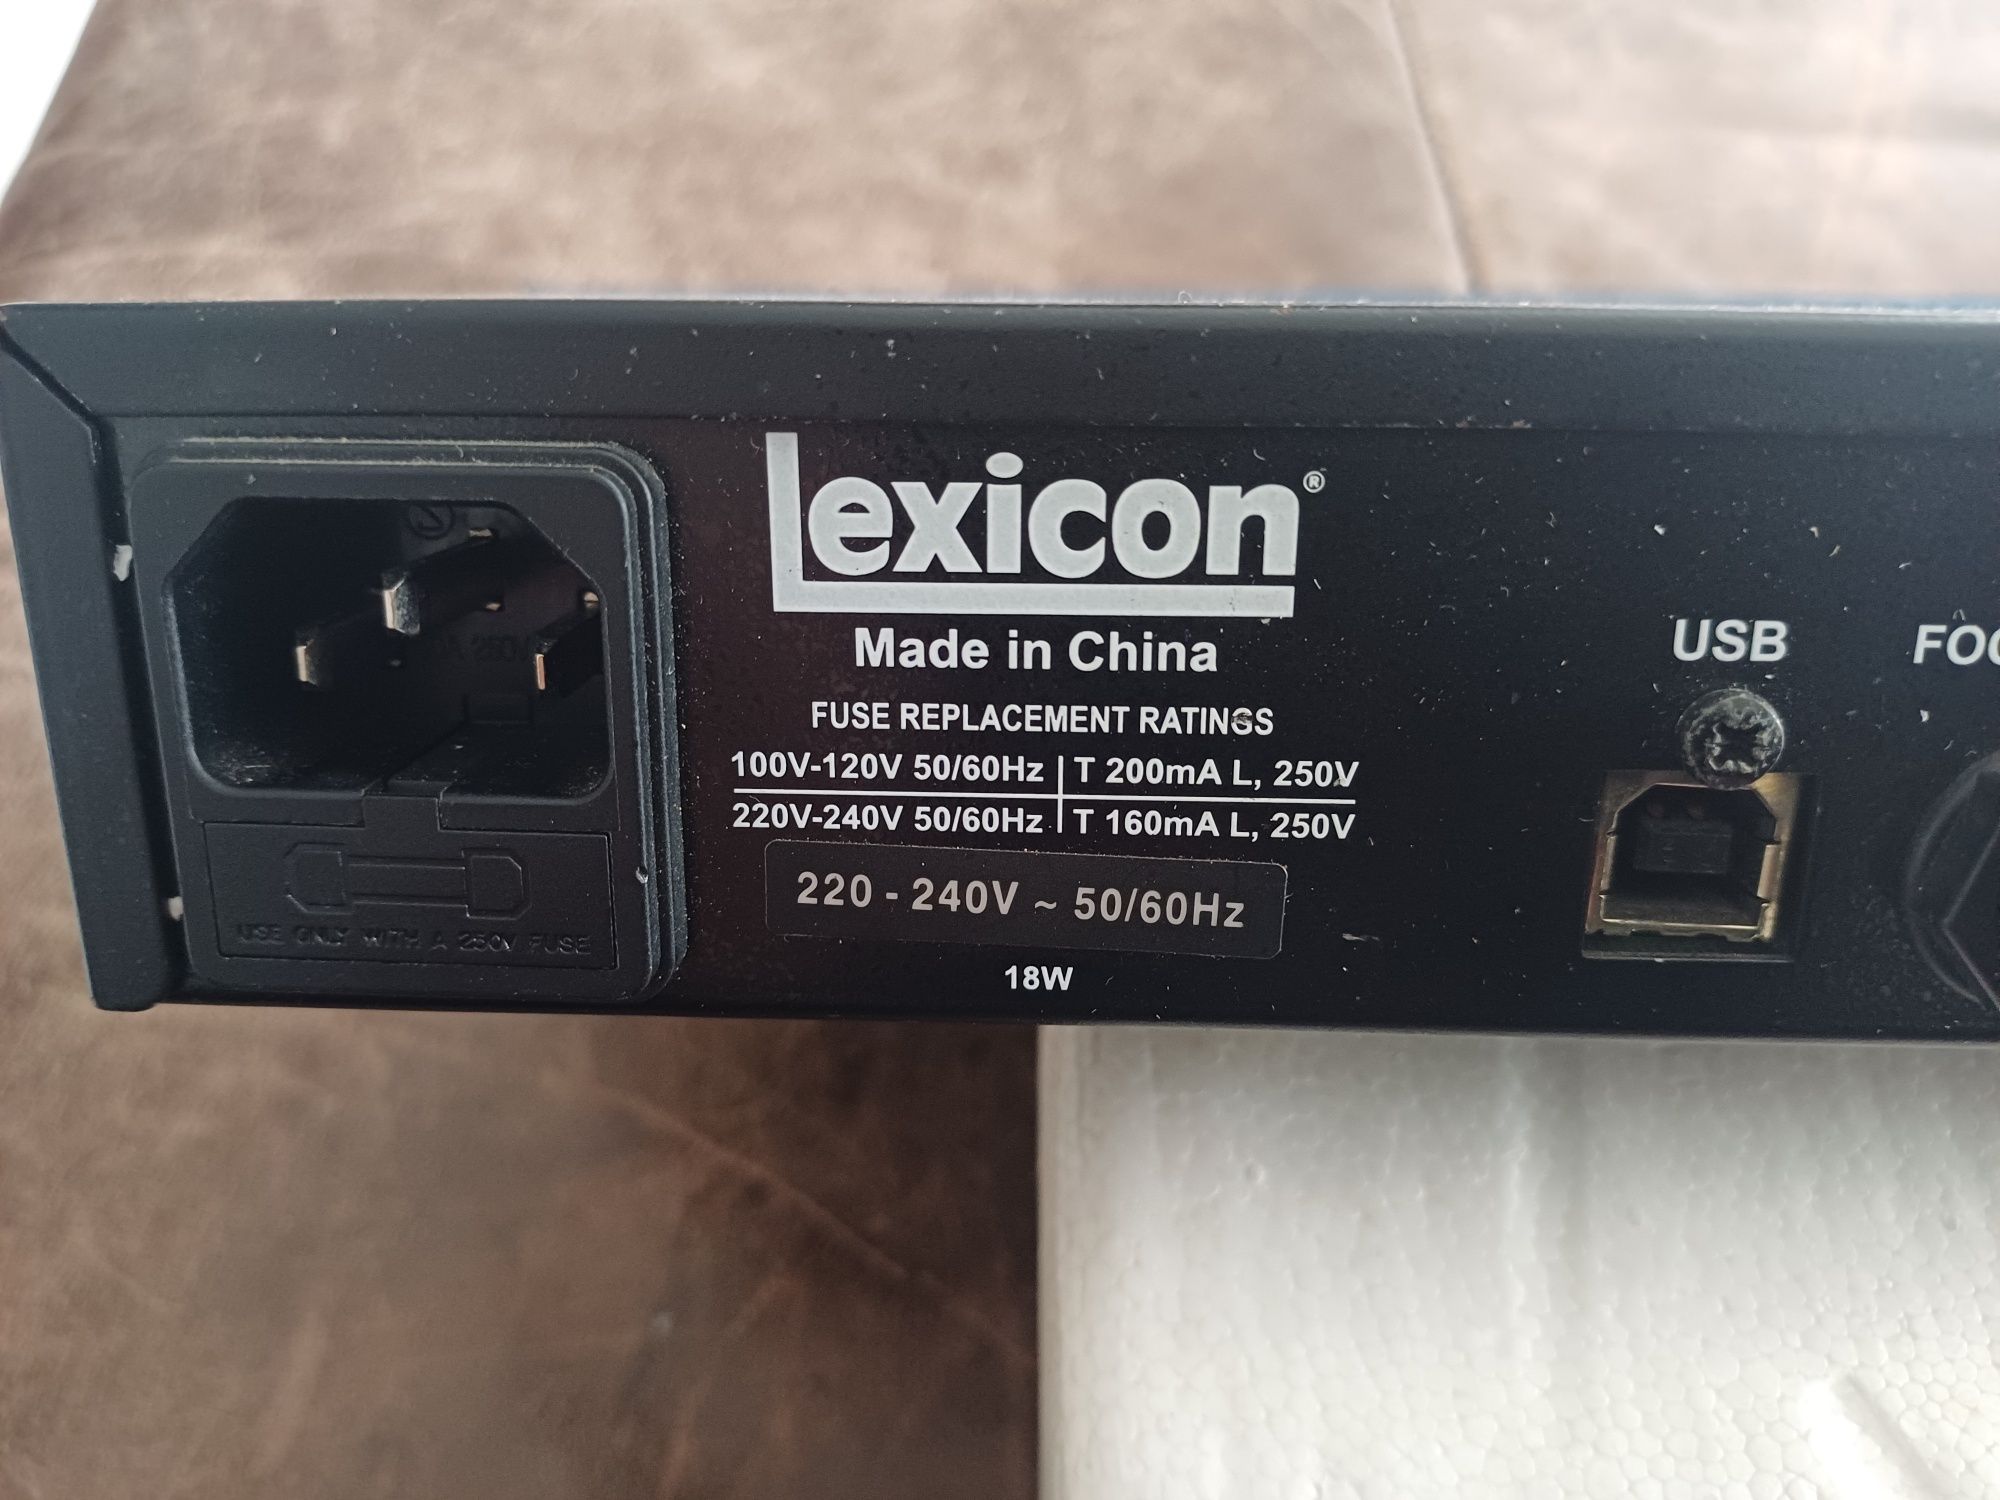 Lexicon®
Made in China
FUSE REPLACEMENT RATINGS
100V-120V 50/60Hz | T 200mA L, 250V
220V-240V 50/60Hz | T 160mA L, 250V
220 - 240V ~ 50/60Hz
18W
USE ONLY WITH A 250V FUSE
USB